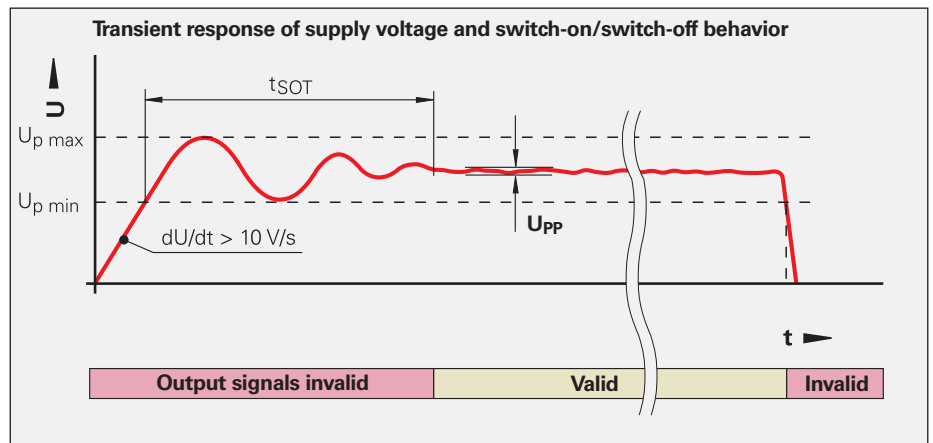 Transient response of supply voltage and switch-on/switch-off behavior
U
tSOT
Up max
Up min
UPP
dU/dt > 10 V/s
t
Output signals invalid
Valid
Invalid